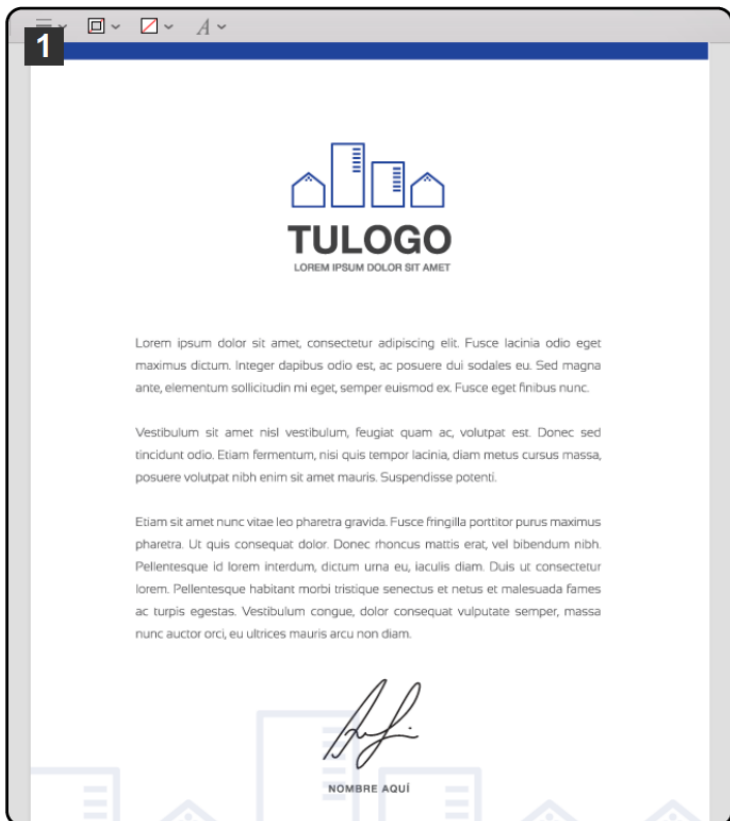 1
TULOGO
LOREM IPSUM DOLOR SIT AMET
Lorem ipsum dolor sit amet, consectetur adipiscing elit. Fusce lacinia odio eget
maximus dictum. Integer dapibus odio est, ac posuere dui sodales eu. Sed magna
ante, elementum sollicitudin mi eget, semper euismod ex. Fusce eget finibus nunc.
Vestibulum sit amet nisl vestibulum, feugiat quam ac, volutpat est. Donec sed
tincidunt odio. Etiam fermentum, nisi quis tempor lacinia, diam metus cursus massa,
posuere volutpat nibh enim sit amet mauris. Suspendisse potenti.
Etiam sit amet nunc vitae leo pharetra gravida. Fusce fringilla porttitor purus maximus
pharetra. Ut quis consequat dolor. Donec rhoncus mattis erat, vel bibendum nibh.
Pellentesque id lorem interdum, dictum urna eu, iaculis diam. Duis ut consectetur
lorem. Pellentesque habitant morbi tristique senectus et netus et malesuada fames
ac turpis egestas. Vestibulum congue, dolor consequat vulputate semper, massa
nunc auctor orci, eu ultrices mauris arcu non diam.
NOMBRE AQUÍ